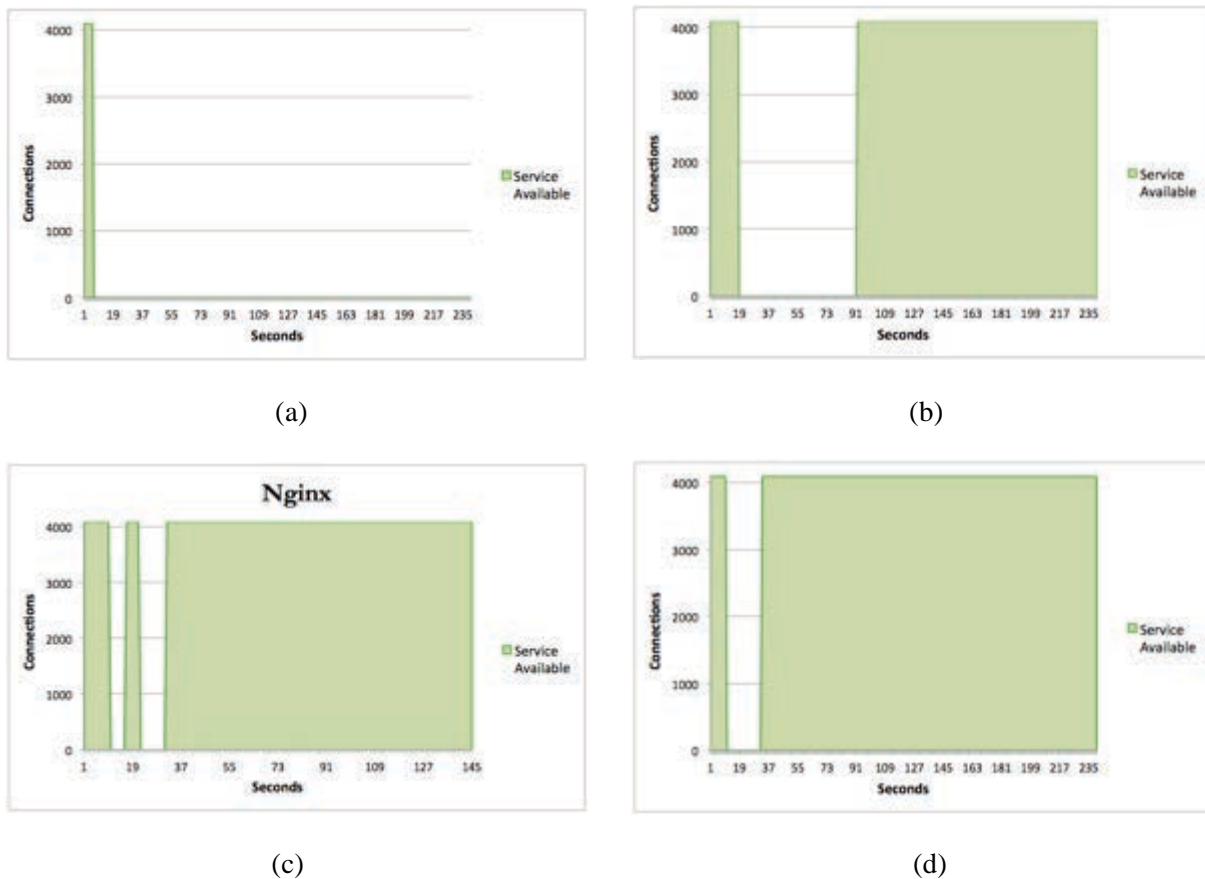 4000
3000
2000
1000
0
Connections
1 19 37 55 73 91 109 127 145 163 181 199 217 235
Seconds
Service
Available
(a)
4000
3000
2000
1000
0
Connections
1 19 37 55 73 91 109 127 145 163 181 199 217 235
Seconds
Service
Available
(b)
Nginx
4000
3000
2000
1000
0
Connections
1 19 37 55 73 91 109 127 145
Seconds
Service
Available
(c)
4000
3000
2000
1000
0
Connections
1 19 37 55 73 91 109 127 145 163 181 199 217 235
Seconds
Service
Available
(d)